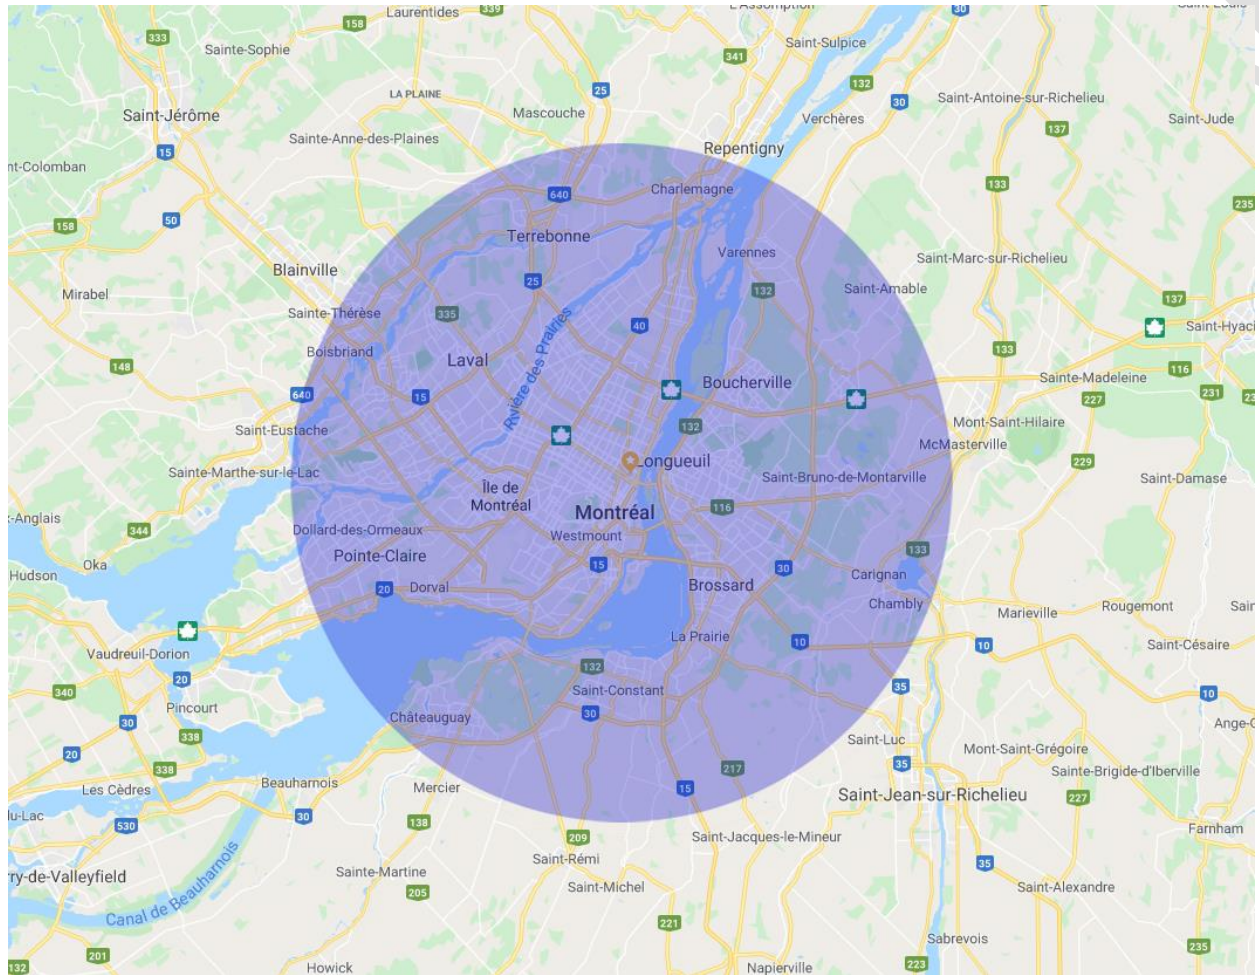 Laurentides
339
L'Assomption
30
Saint-Louis
333
158
Sainte-Sophie
Saint-Sulpice
341
LA PLAINE
25
132
30
Saint-Antoine-sur-Richelieu
Saint-Jérôme
Mascouche
Verchères
137
Saint-Jude
Sainte-Anne-des-Plaines
15
Repentigny
nt-Colomban
640
Charlemagne
133
235
158
50
Terrebonne
Varennes
Saint-Marc-sur-Richelieu
Blainville
25
132
Saint-Amable
Mirabel
137
Sainte-Thérèse
335
40
Saint-Hyaci
Rivière des Prairies
Boisbriand
Laval
133
148
116
Boucherville
Sainte-Madeleine
640
15
227
231
23
Saint-Eustache
132
Mont-Saint-Hilaire
McMasterville
Longueuil
229
Sainte-Marthe-sur-le-Lac
Saint-Bruno-de-Montarville
Saint-Damase
Île de
Montréal
116
Montréal
x-Anglais
344
Dollard-des-Ormeaux
Westmount
Pointe-Claire
133
Oka
15
30
Hudson
20
Dorval
Brossard
Carignan
Chambly
Marieville
Rougemont
Sain
La Prairie
10
10
Saint-Césaire
Vaudreuil-Dorion
132
20
340
Saint-Constant
35
10
Pincourt
30
30
Châteauguay
Ange-G
338
Saint-Luc
Mont-Saint-Grégoire
20
338
217
35
Sainte-Brigide-d'Iberville
Les Cèdres
Beauharnois
Mercier
15
Saint-Jean-sur-Richelieu
227
u-Lac
530
30
138
209
Saint-Jacques-le-Mineur
Farnham
Saint-Rémi
35
ry-de-Valleyfield
Sainte-Martine
205
Saint-Michel
Saint-Alexandre
Canal de Beauharnois
221
Sabrevois
235
201
132
Howick
Napierville
223